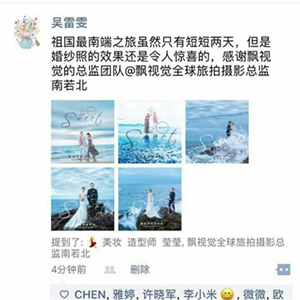 吴雷雯
祖国最南端之旅虽然只有短短两天，但是
婚纱照的效果还是令人惊喜的，感谢飘视
觉的总监团队@飘视觉全球旅拍摄影总监
南若北
提到了: 💃 美妆 造型师 莹莹, 飘视觉全球旅拍摄影总监
南若北
4分钟前 删除
CHEN, 雅婷, 许晓军, 李小米 😄, 微微, 欧